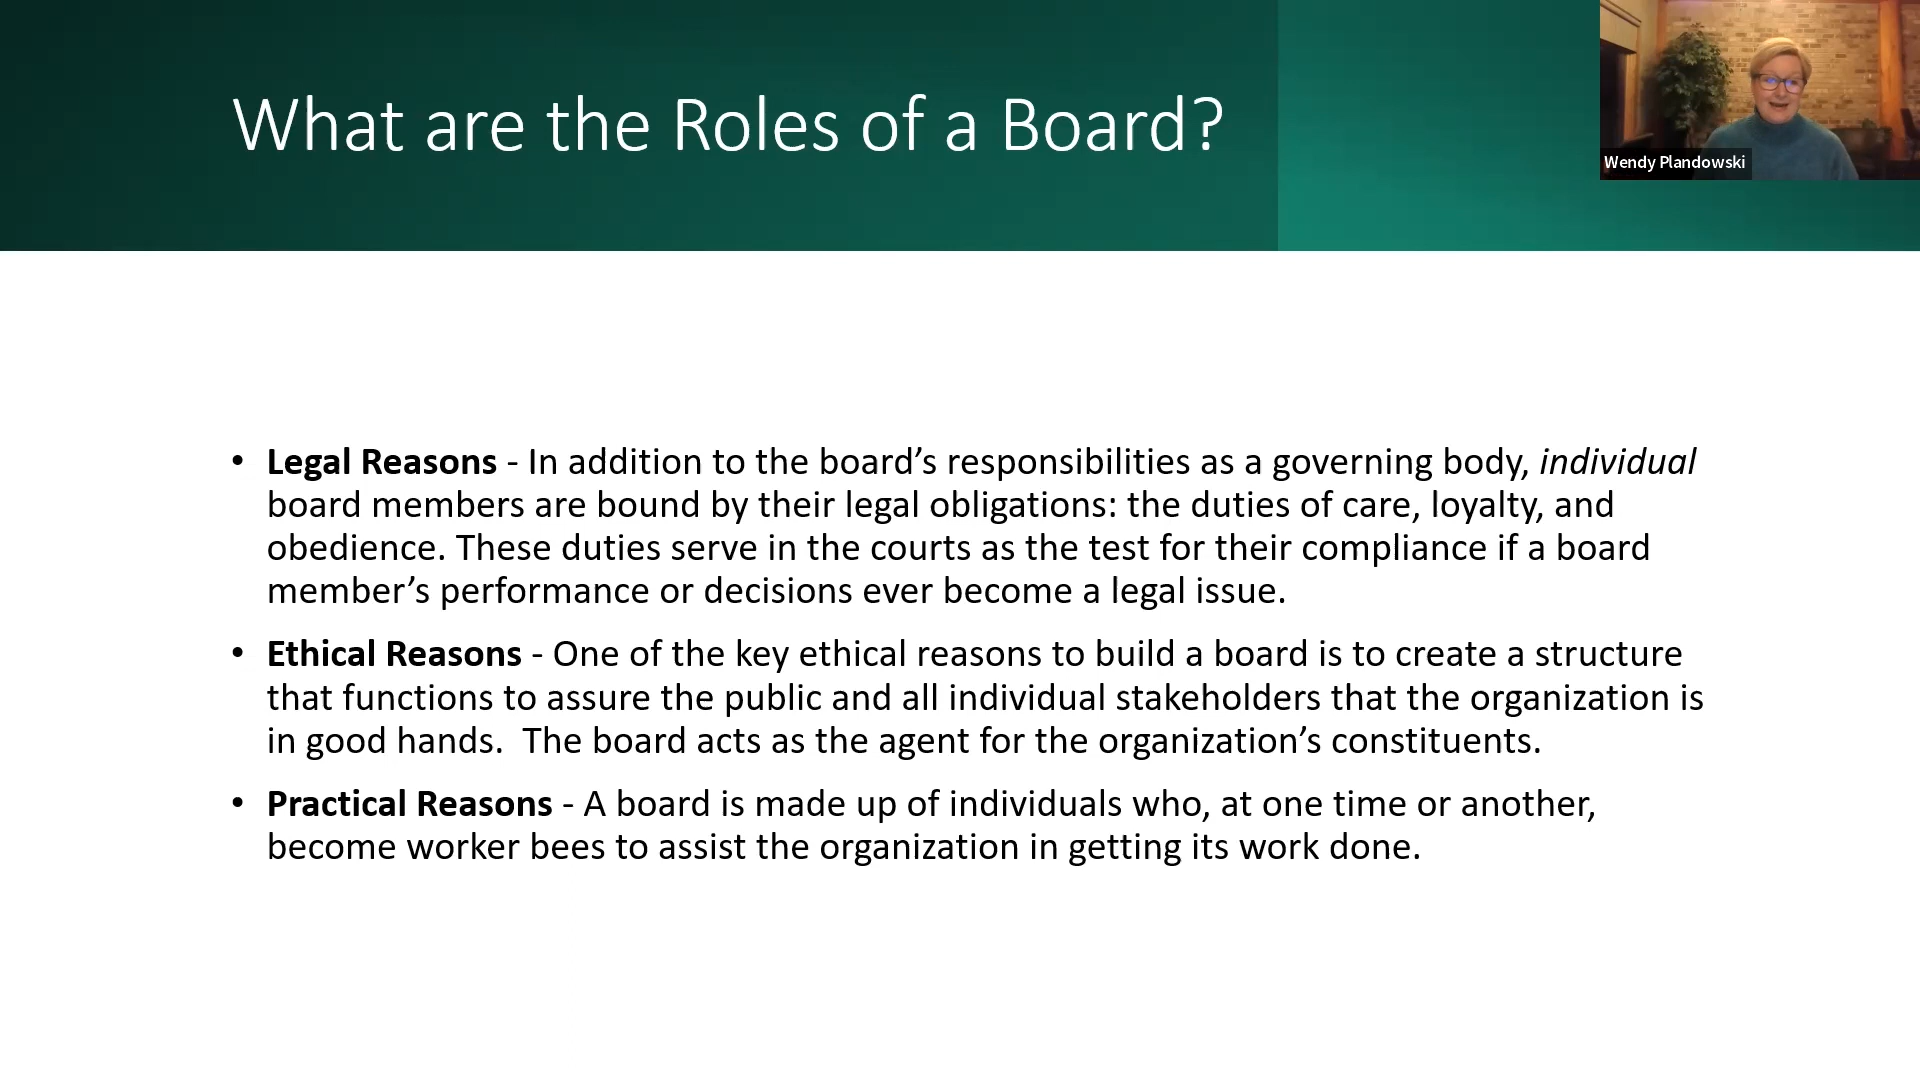 What are the Roles of a Board?
Wendy Plandowski
• Legal Reasons - In addition to the board’s responsibilities as a governing body, individual
board members are bound by their legal obligations: the duties of care, loyalty, and
obedience. These duties serve in the courts as the test for their compliance if a board
member’s performance or decisions ever become a legal issue.
• Ethical Reasons - One of the key ethical reasons to build a board is to create a structure
that functions to assure the public and all individual stakeholders that the organization is
in good hands.  The board acts as the agent for the organization’s constituents.
• Practical Reasons - A board is made up of individuals who, at one time or another,
become worker bees to assist the organization in getting its work done.